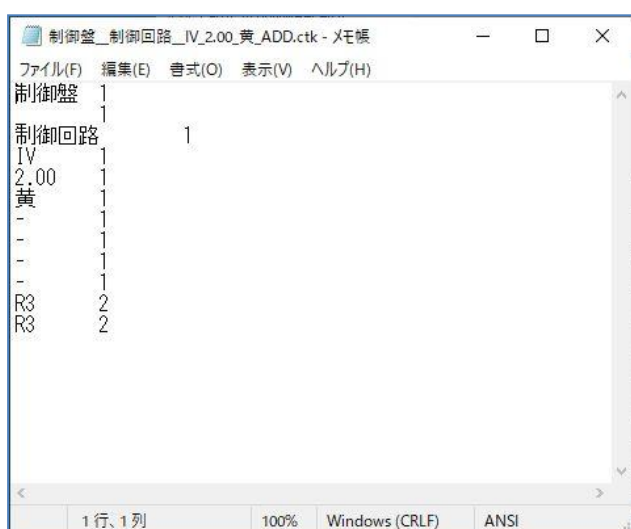 制御盤__制御回路__IV_2.00_黄_ADD.ctk - メモ帳
ファイル(F) 編集(E) 書式(O) 表示(V) ヘルプ(H)
制御盤 1
1
制御回路 1
IV 1
2.00 1
黄 1
- 1
- 1
- 1
- 1
R3 2
R3 2
1 行、1 列 100% Windows (CRLF) ANSI